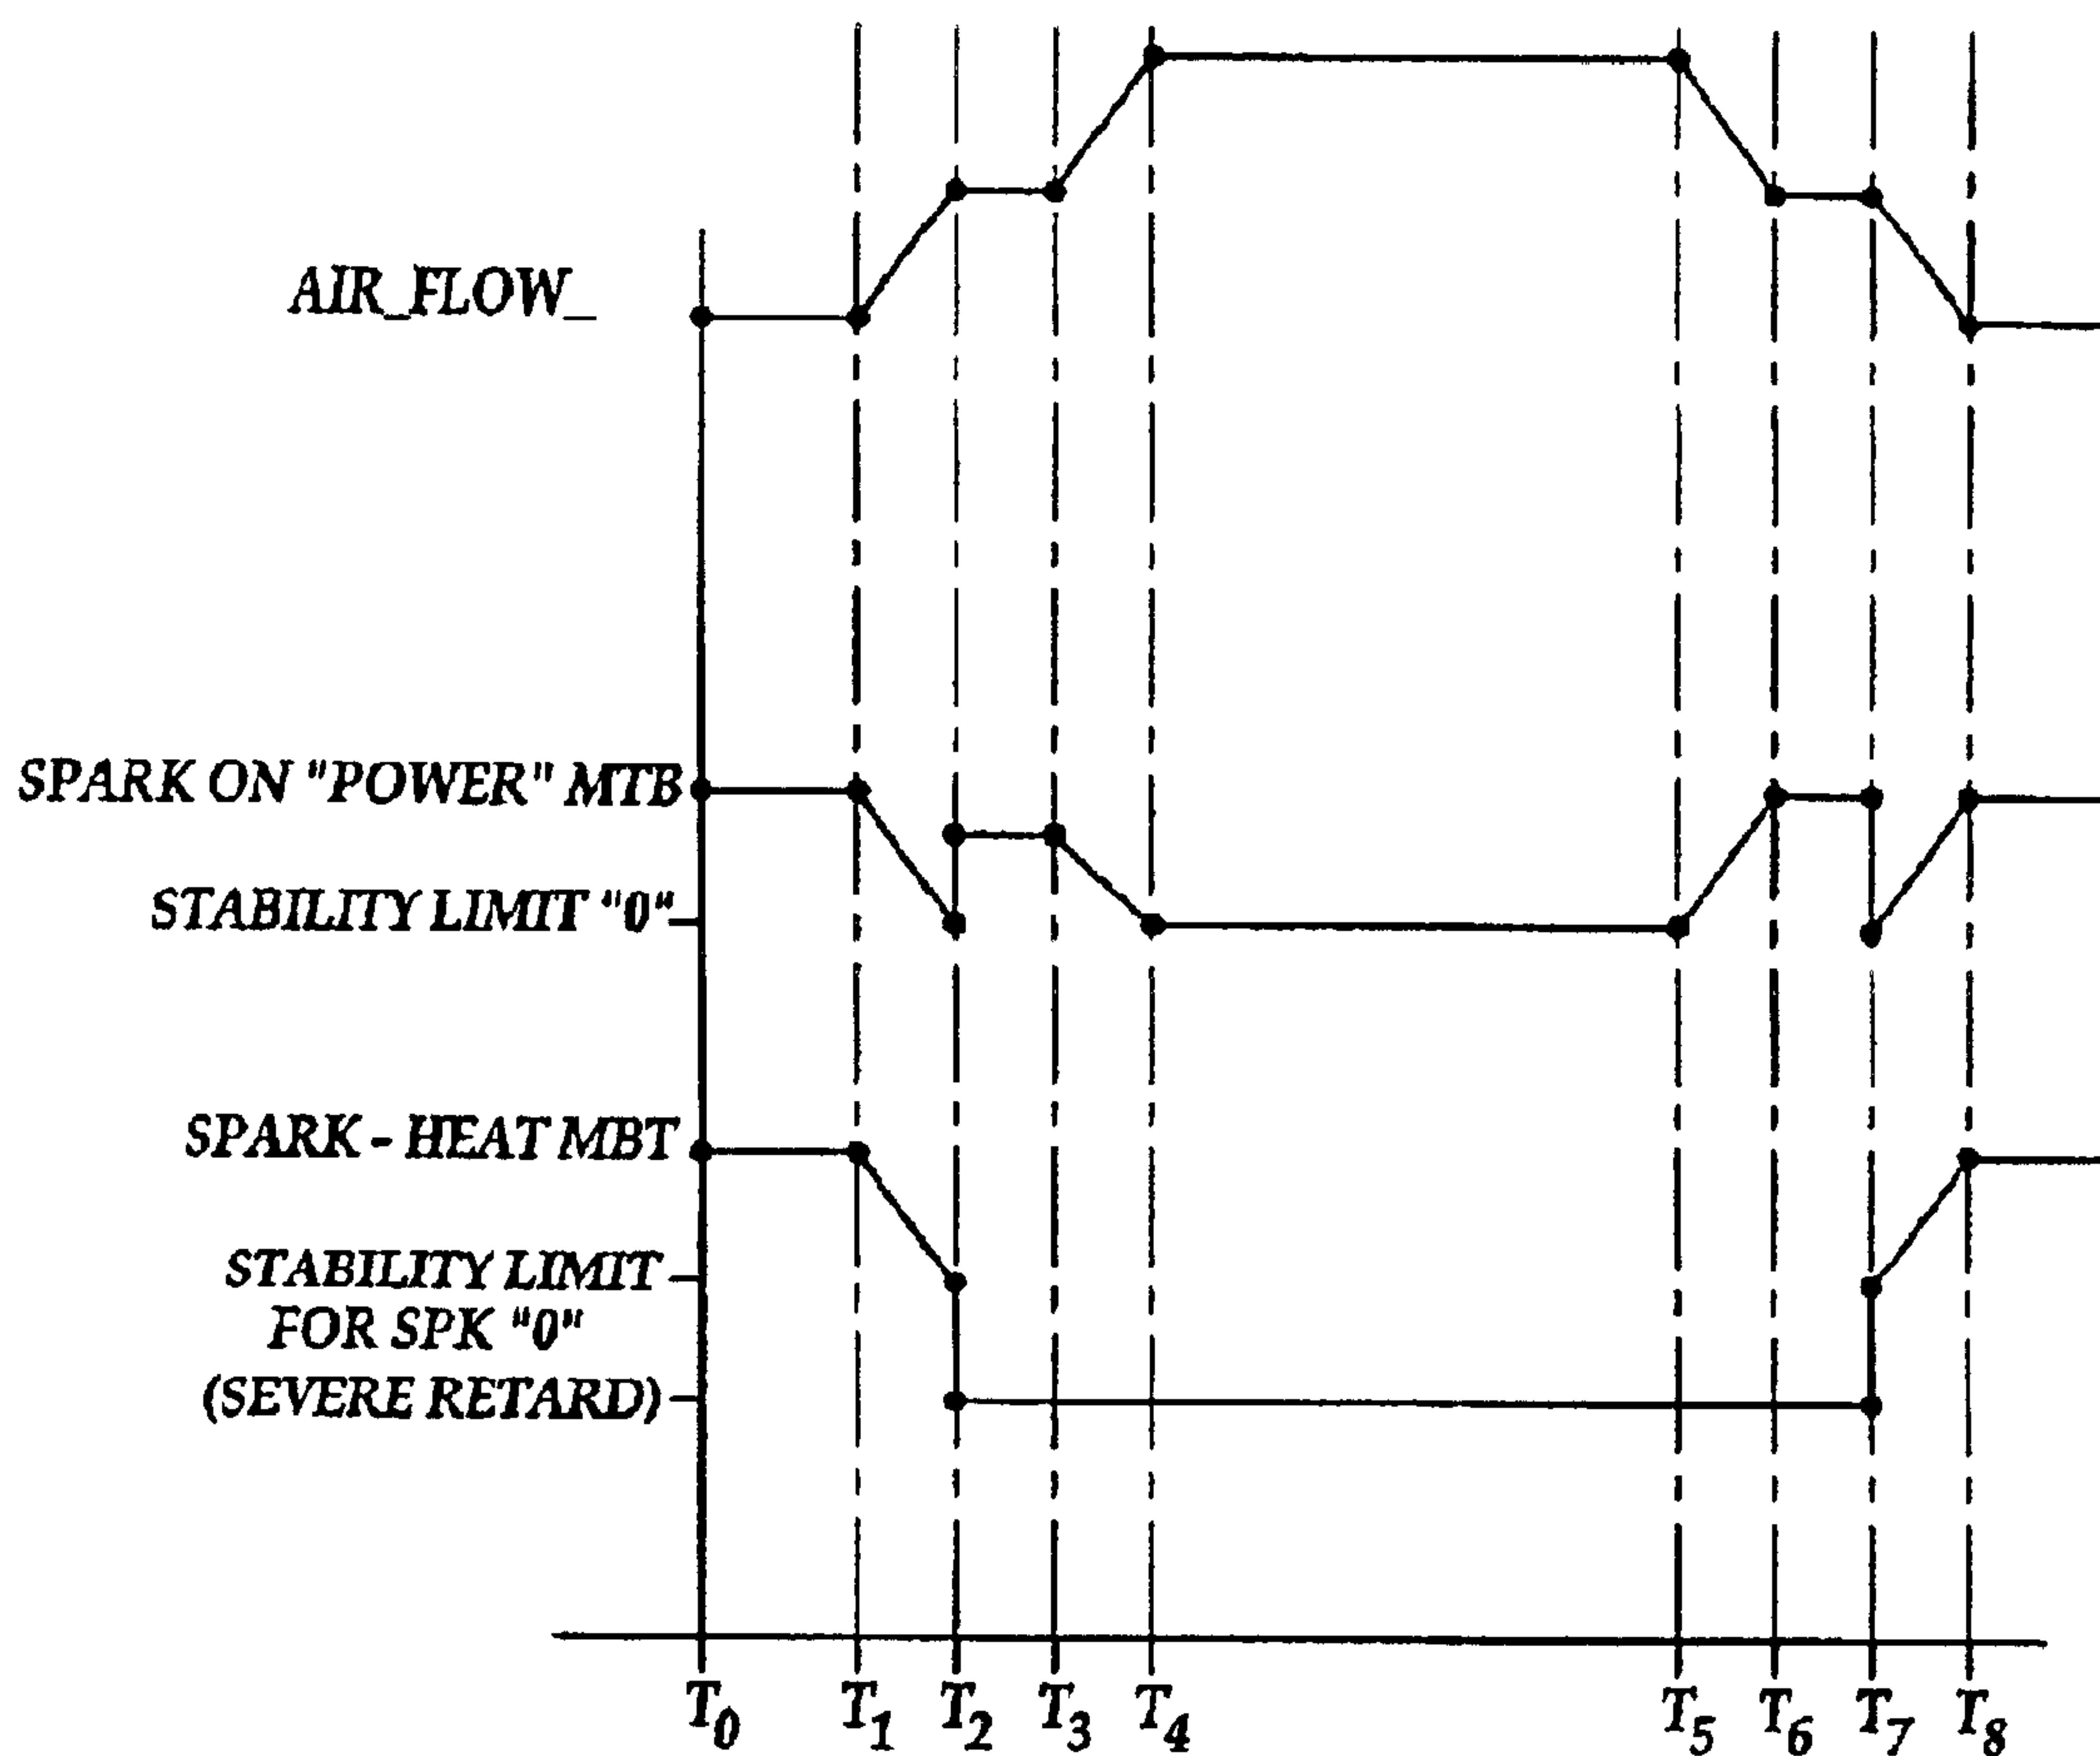 AIR_FLOW_
SPARK ON "POWER" MTB
STABILITY LIMIT "0"
SPARK - HEAT MBT
STABILITY LIMIT
FOR SPK "0"
(SEVERE RETARD)
T0 T1 T2 T3 T4 T5 T6 T7 T8